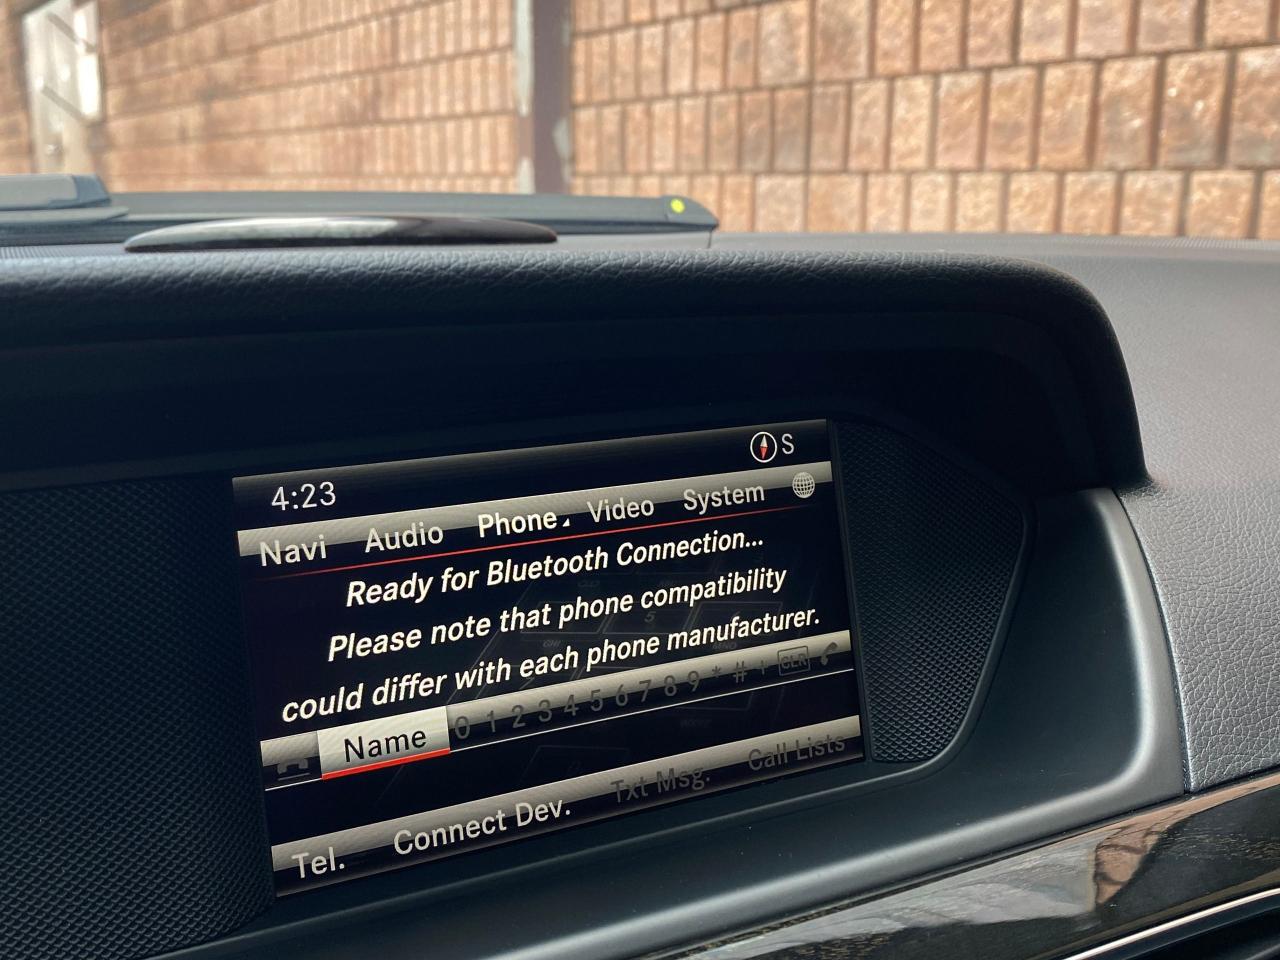 4:23
S
Navi Audio Phone Video System
Ready for Bluetooth Connection...
Please note that phone compatibility
could differ with each phone manufacturer.
Name 0 1 2 3 4 5 6 7 8 9 * # + CLR
Tel. Connect Dev. Txt Msg. Call Lists